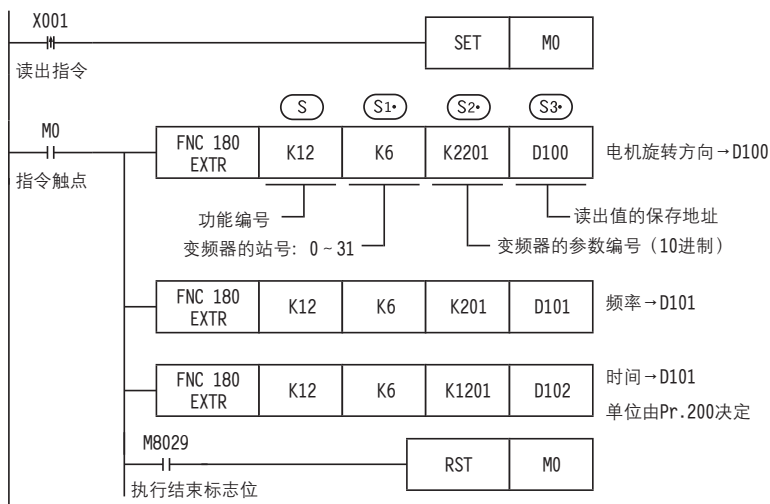 X001
SET M0
读出指令
S S1• S2• S3•
M0
FNC 180
EXTR
K12 K6 K2201 D100 电机旋转方向→D100
指令触点
功能编号
读出值的保存地址
变频器的站号: 0~31
变频器的参数编号（10进制）
FNC 180
EXTR
K12 K6 K201 D101 频率→D101
FNC 180
EXTR
K12 K6 K1201 D102
时间→D101
单位由Pr.200决定
M8029
RST M0
执行结束标志位